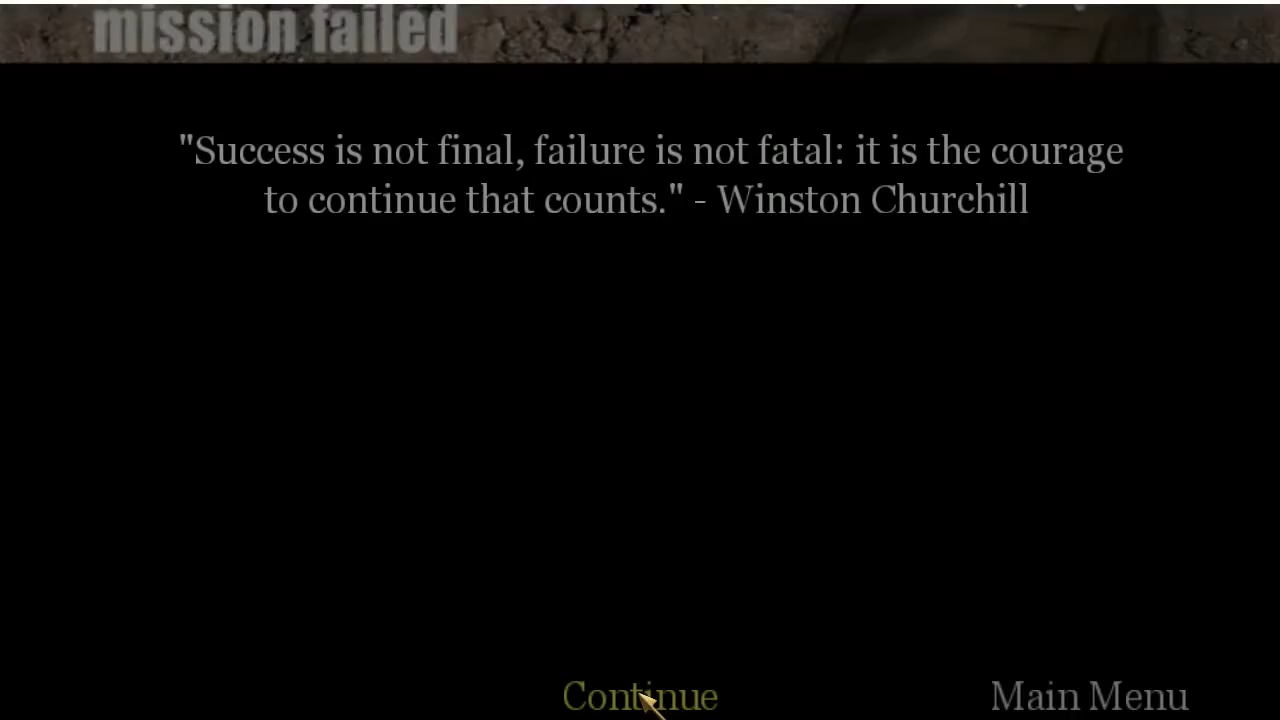 mission failed
"Success is not final, failure is not fatal: it is the courage
to continue that counts." - Winston Churchill
Continue
Main Menu